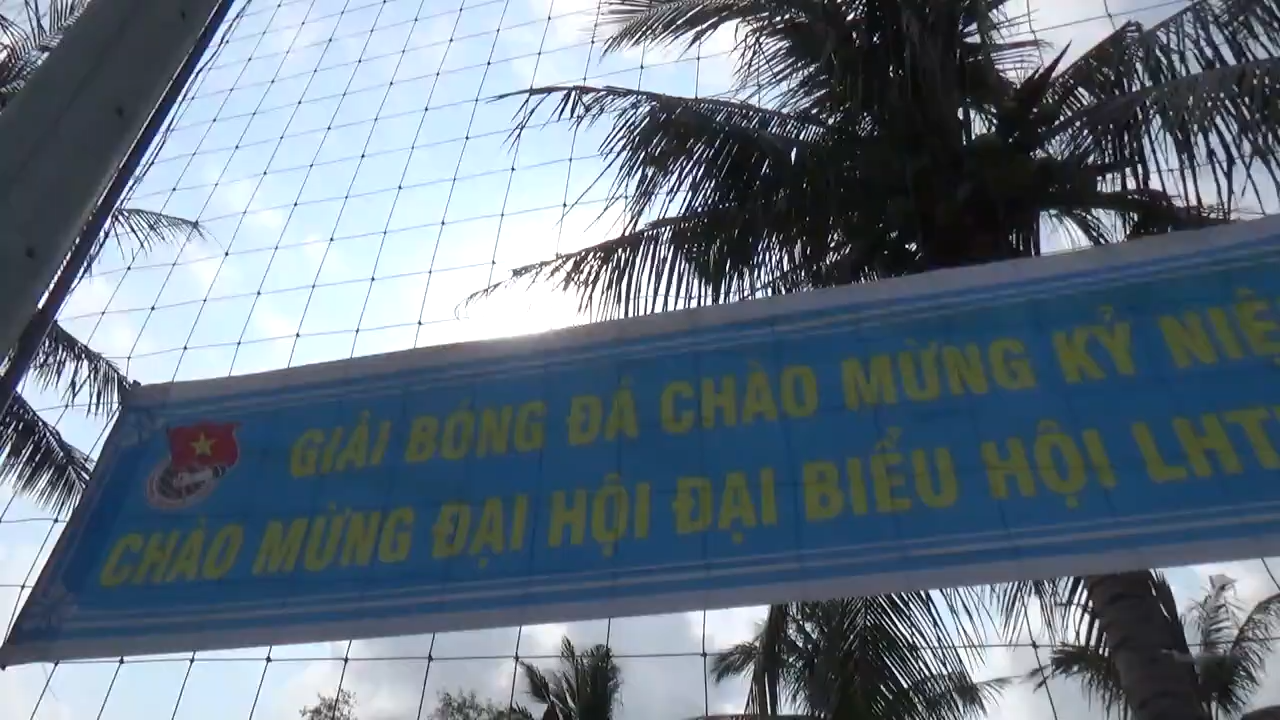 GIẢI BÓNG ĐÁ CHÀO MỪNG KỶ NIỆ
CHÀO MỪNG ĐẠI HỘI ĐẠI BIỂU HỘI LHT